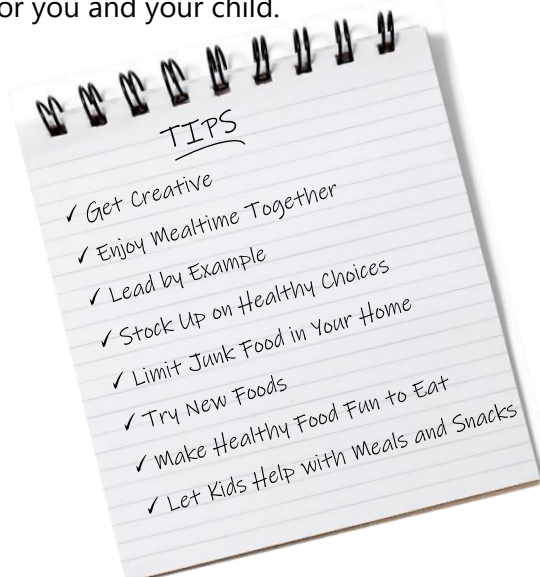 or you and your child.
TIPS
✓ Get Creative
✓ Enjoy Mealtime Together
✓ Lead by Example
✓ Stock Up on Healthy Choices
✓ Limit Junk Food in Your Home
✓ Try New Foods
✓ Make Healthy Food Fun to Eat
✓ Let Kids Help with Meals and Snacks